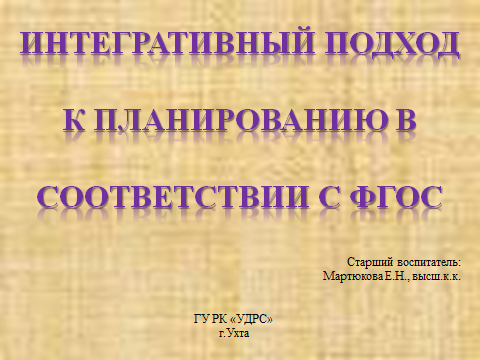 ИНТЕГРАТИВНЫЙ ПОДХОД
К ПЛАНИРОВАНИЮ В
СООТВЕТСТВИИ С ФГОС
Старший воспитатель:
Мартюкова Е.Н., высш.к.к.
ГУ РК «УДРС»
г.Ухта